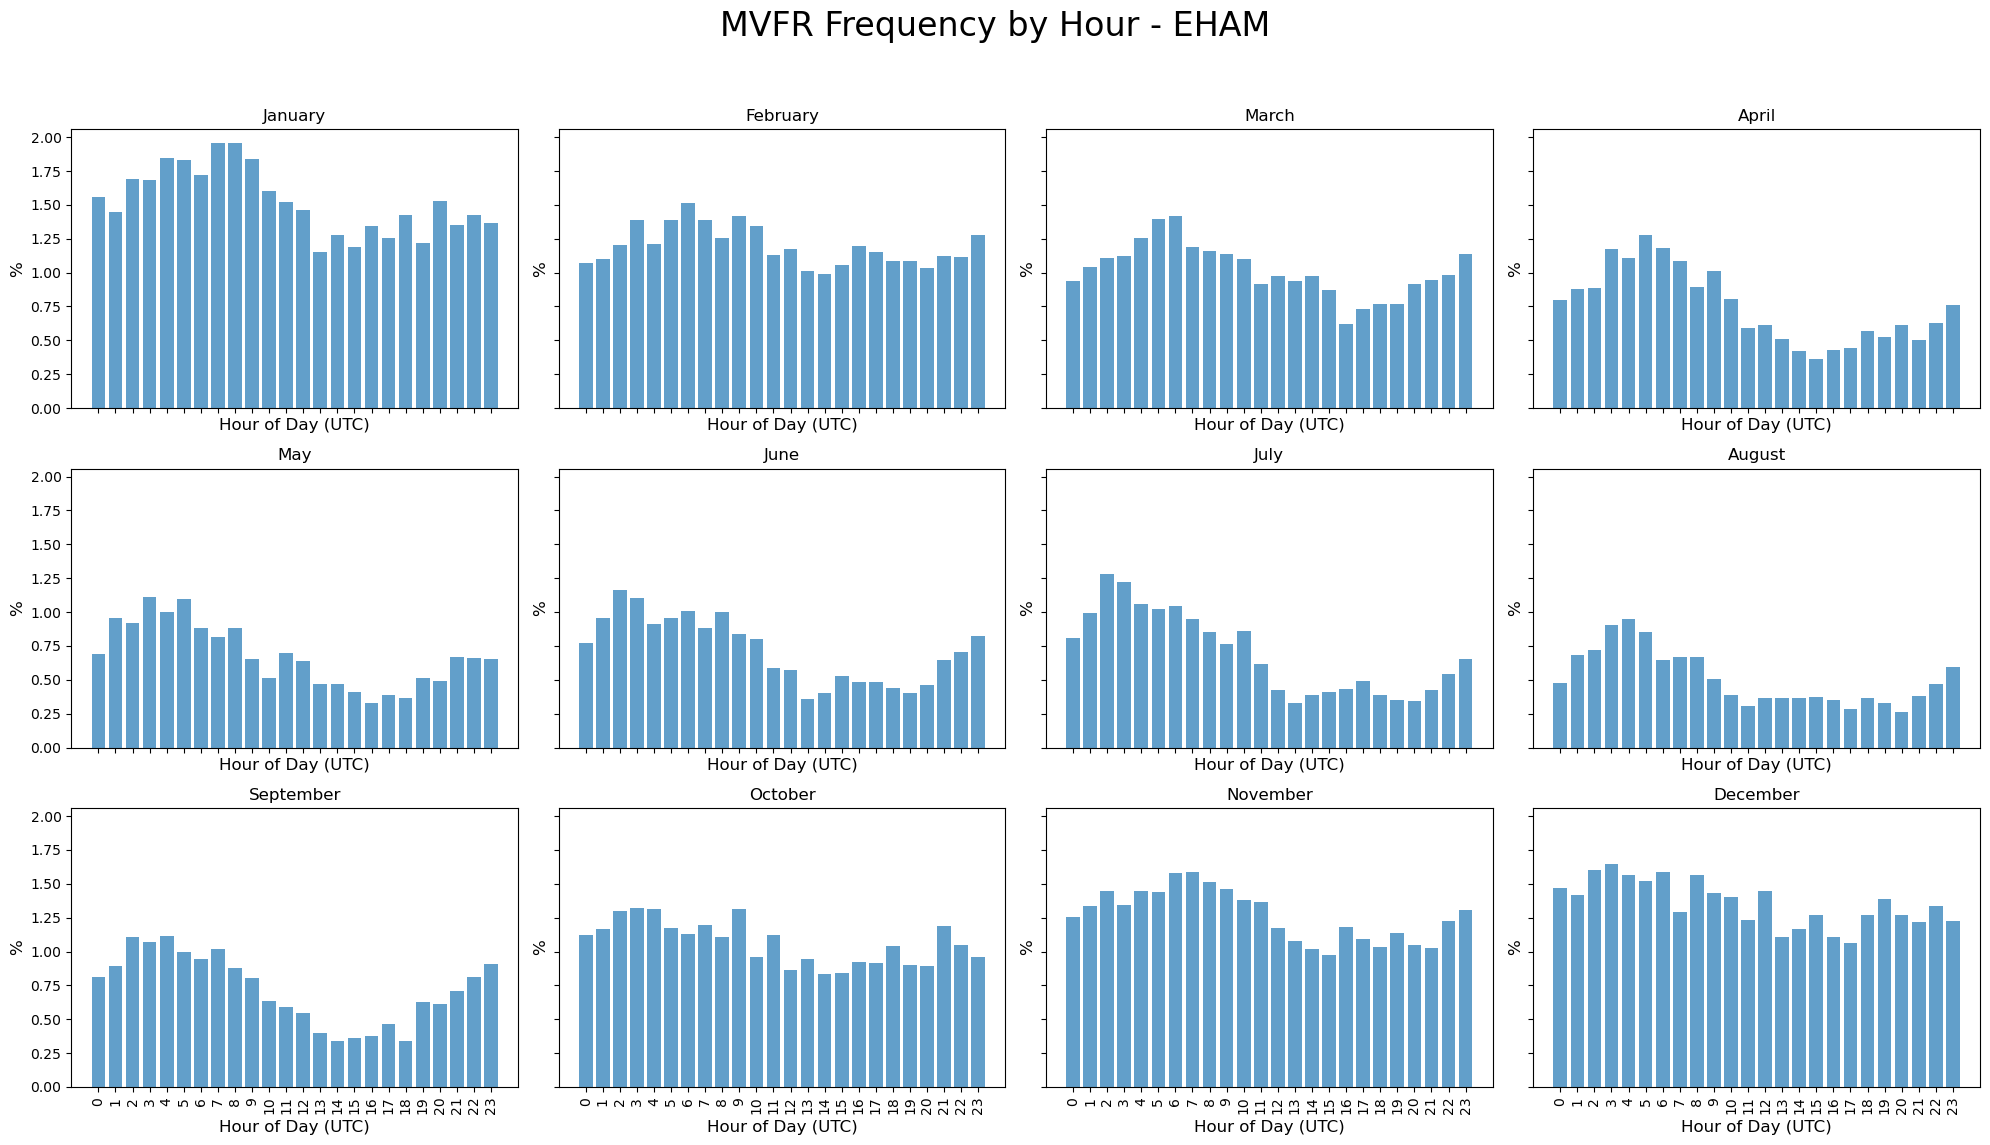 MVFR Frequency by Hour - EHAM
January
February
March
April
2.00
1.75
1.50
1.25
1.00
0.75
0.50
0.25
0.00
%
%
%
%
Hour of Day (UTC)
Hour of Day (UTC)
Hour of Day (UTC)
Hour of Day (UTC)
May
June
July
August
2.00
1.75
1.50
1.25
1.00
0.75
0.50
0.25
0.00
%
%
%
%
Hour of Day (UTC)
Hour of Day (UTC)
Hour of Day (UTC)
Hour of Day (UTC)
September
October
November
December
2.00
1.75
1.50
1.25
1.00
0.75
0.50
0.25
0.00
%
%
%
%
0 1 2 3 4 5 6 7 8 9 10 11 12 13 14 15 16 17 18 19 20 21 22 23
0 1 2 3 4 5 6 7 8 9 10 11 12 13 14 15 16 17 18 19 20 21 22 23
0 1 2 3 4 5 6 7 8 9 10 11 12 13 14 15 16 17 18 19 20 21 22 23
0 1 2 3 4 5 6 7 8 9 10 11 12 13 14 15 16 17 18 19 20 21 22 23
Hour of Day (UTC)
Hour of Day (UTC)
Hour of Day (UTC)
Hour of Day (UTC)